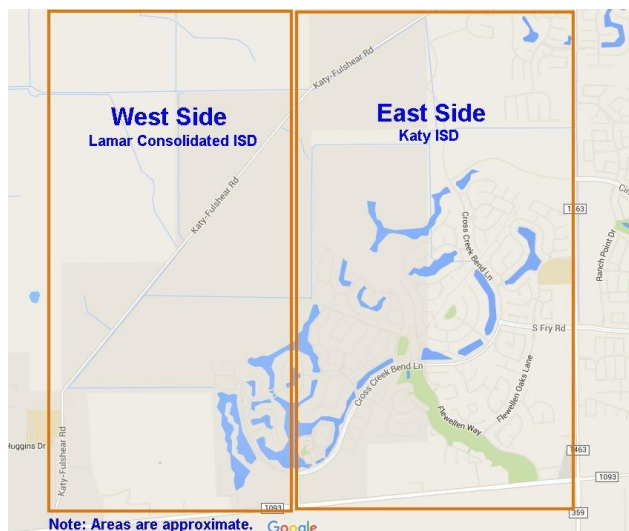 Katy-Fulshear Rd
West Side
Lamar Consolidated ISD
East Side
Katy ISD
Katy-Fulshear Rd
Cross Creek Bend Ln
1463
Ranch Point Dr
S Fry Rd
Cross Creek Bend Ln
Flewellen Oaks Lane
Flewellen Way
Huggins Dr
Katy-Fulshear Rd
1463
1093
1093
359
Note: Areas are approximate.
Google